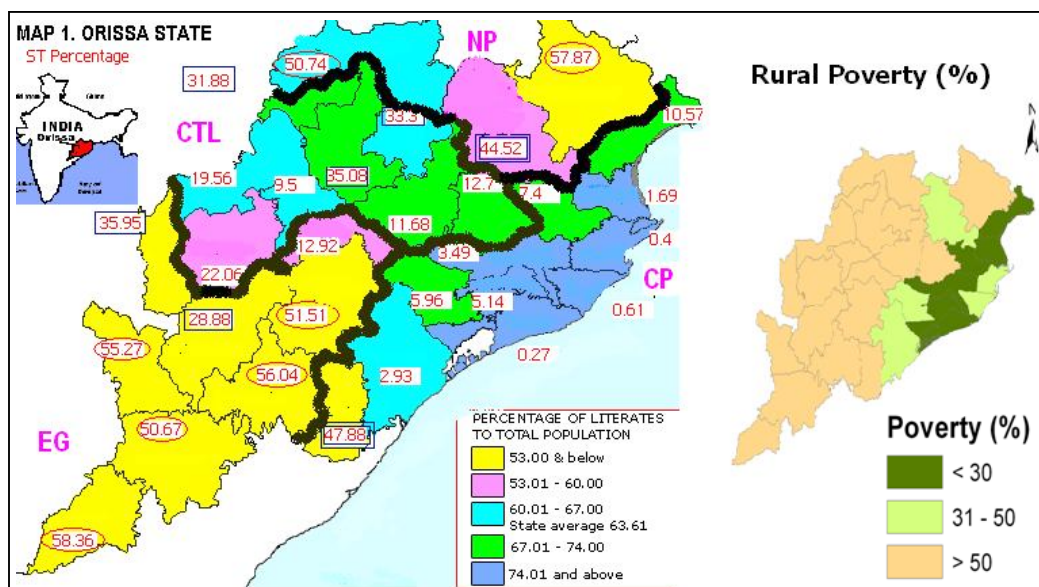 MAP 1. ORISSA STATE
ST Percentage
INDIA
Orissa
NP
CTL
CP
EG
50.74
57.87
31.88
33.3
10.57
44.52
19.56
9.5
35.08
12.7
7.4
1.69
35.95
11.68
0.4
12.92
3.49
22.06
5.96
5.14
0.61
28.88
51.51
55.27
0.27
56.04
2.93
50.67
47.88
58.36
PERCENTAGE OF LITERATES
TO TOTAL POPULATION
53.00 & below
53.01 - 60.00
60.01 - 67.00
State average 63.61
67.01 - 74.00
74.01 and above
Rural Poverty (%)
N
Poverty (%)
< 30
31 - 50
> 50